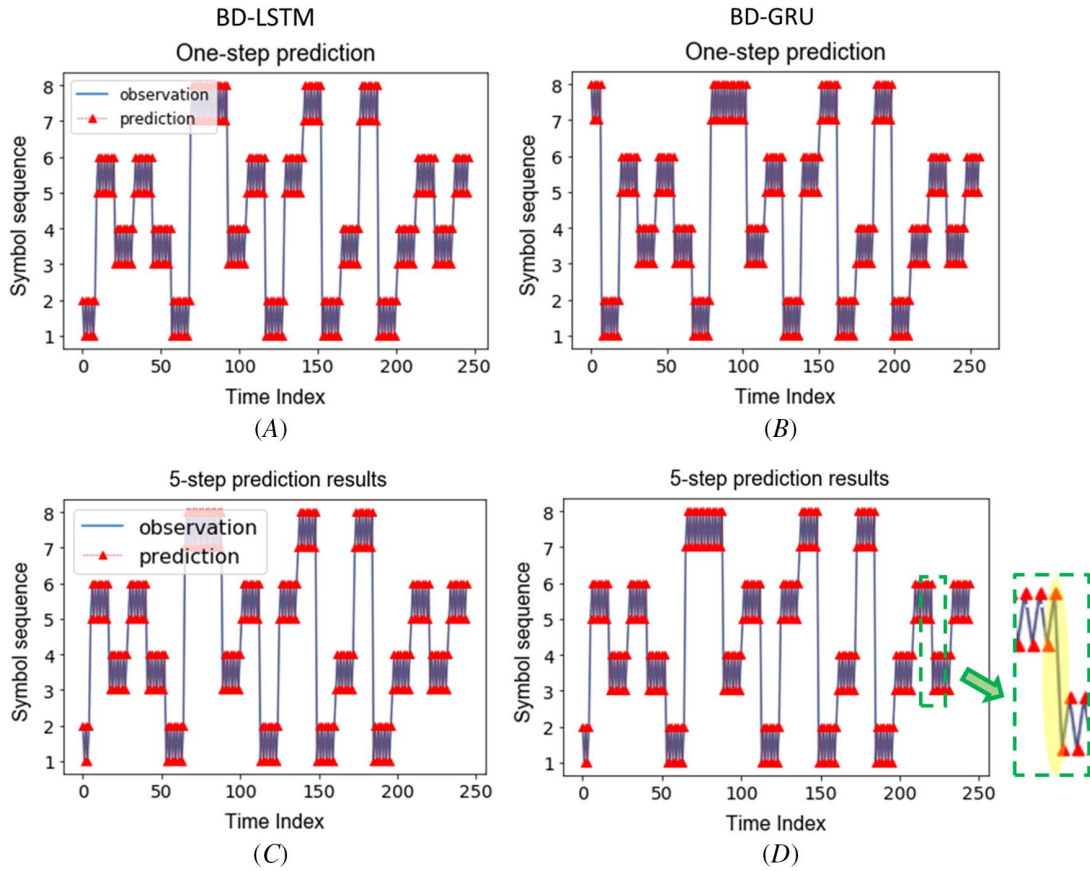 BD-LSTM
BD-GRU
One-step prediction
One-step prediction
observation
prediction
Symbol sequence
8
7
6
5
4
3
2
1
0 50 100 150 200 250
Time Index
(A)
Symbol sequence
8
7
6
5
4
3
2
1
0 50 100 150 200 250
Time Index
(B)
5-step prediction results
5-step prediction results
observation
prediction
Symbol sequence
8
7
6
5
4
3
2
1
0 50 100 150 200 250
Time Index
(C)
Symbol sequence
8
7
6
5
4
3
2
1
0 50 100 150 200 250
Time Index
(D)